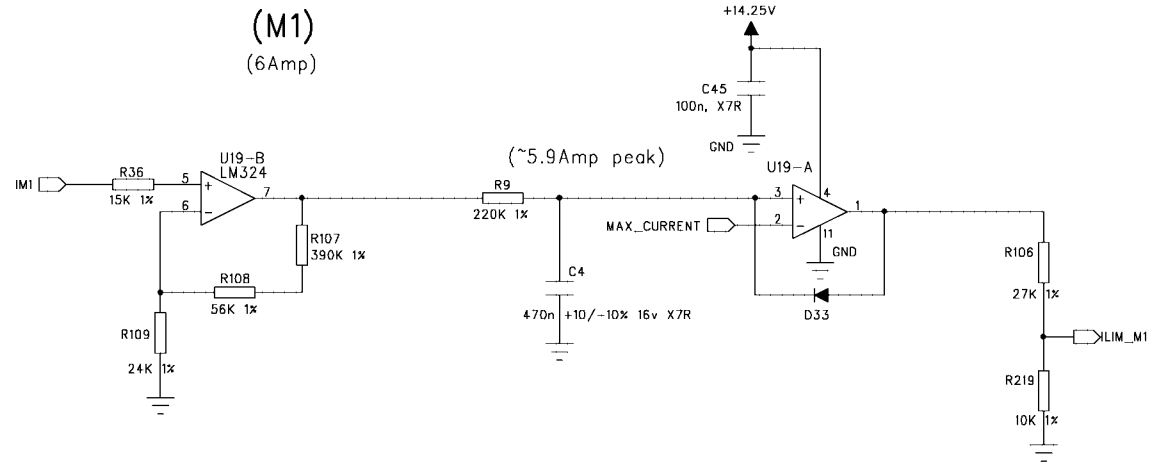 (M1)
(6Amp)
+14.25V
C45
100n, X7R
GND
U19-B
LM324
(~5.9Amp peak)
U19-A
IM1
R36
15K 1%
5
+
6
-
7
R9
220K 1%
3
+
4
1
MAX_CURRENT
2
-
11
GND
R107
390K 1%
R106
27K 1%
R108
56K 1%
C4
470n +10/-10% 16v X7R
D33
R109
24K 1%
ILIM_M1
R219
10K 1%
GND